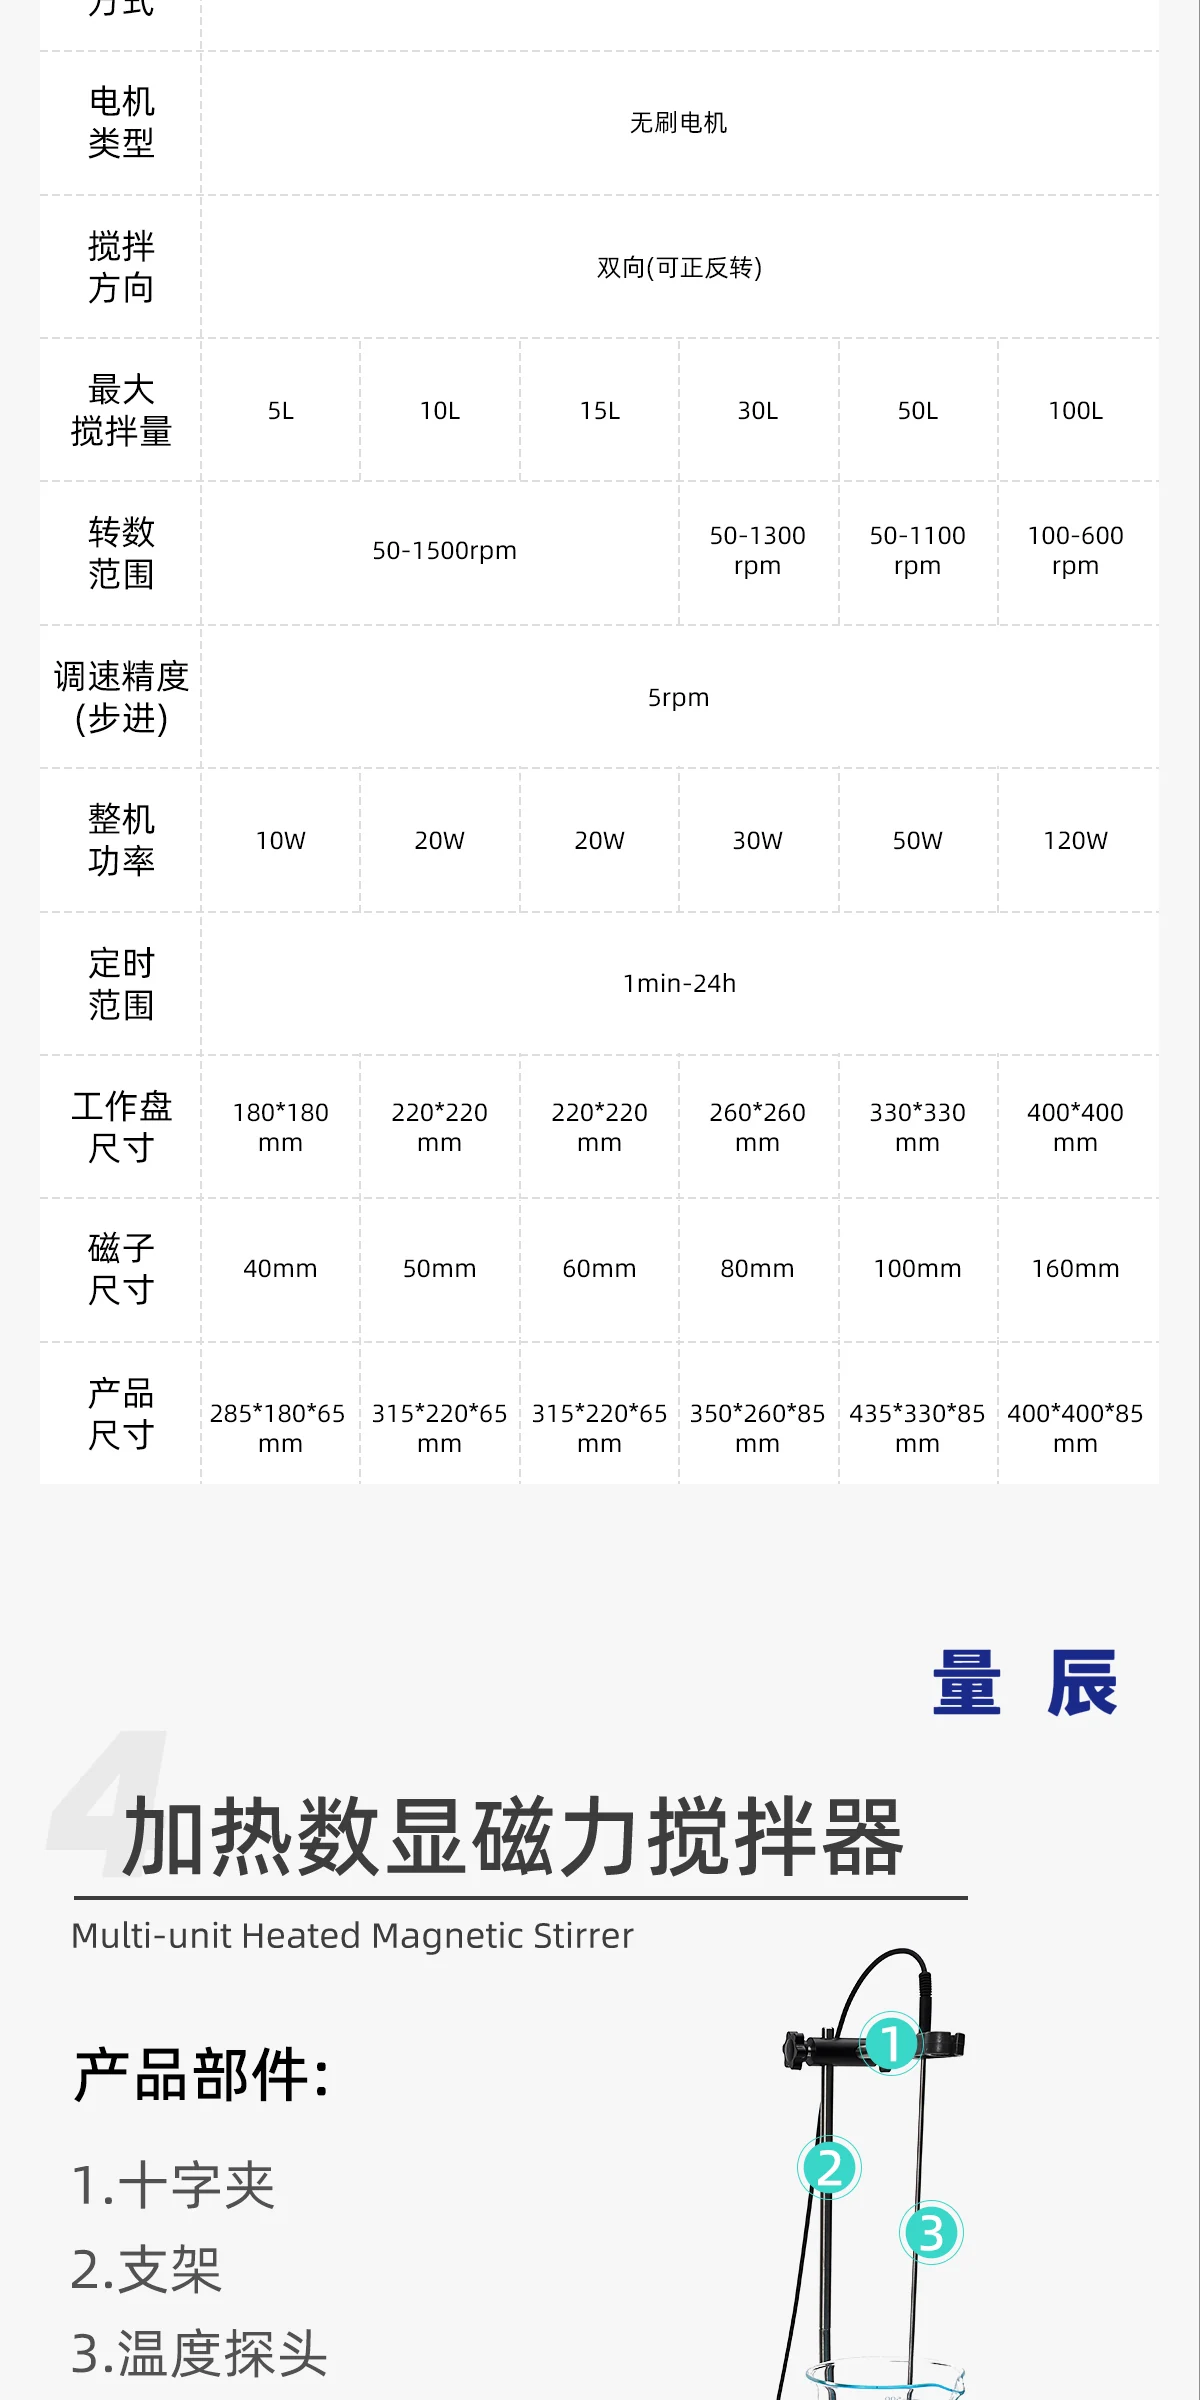 方式
电机
类型
无刷电机
搅拌
方向
双向(可正反转)
最大
搅拌量
5L
10L
15L
30L
50L
100L
转数
范围
50-1500rpm
50-1300
rpm
50-1100
rpm
100-600
rpm
调速精度
(步进)
5rpm
整机
功率
10W
20W
20W
30W
50W
120W
定时
范围
1min-24h
工作盘
尺寸
180*180
mm
220*220
mm
220*220
mm
260*260
mm
330*330
mm
400*400
mm
磁子
尺寸
40mm
50mm
60mm
80mm
100mm
160mm
产品
尺寸
285*180*65
mm
315*220*65
mm
315*220*65
mm
350*260*85
mm
435*330*85
mm
400*400*85
mm
量 辰
4
加热数显磁力搅拌器
Multi-unit Heated Magnetic Stirrer
产品部件:
1.十字夹
2.支架
3.温度探头
1
2
3